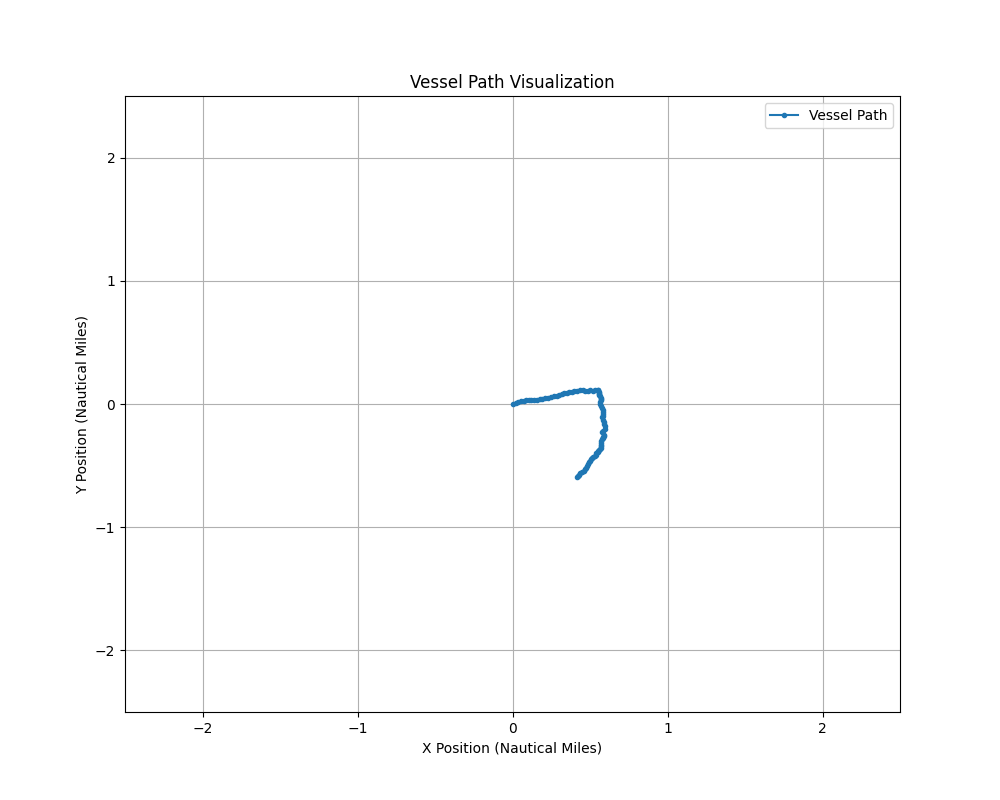 Vessel Path Visualization
Vessel Path
Y Position (Nautical Miles)
2
1
0
−1
−2
−2
−1
0
1
2
X Position (Nautical Miles)